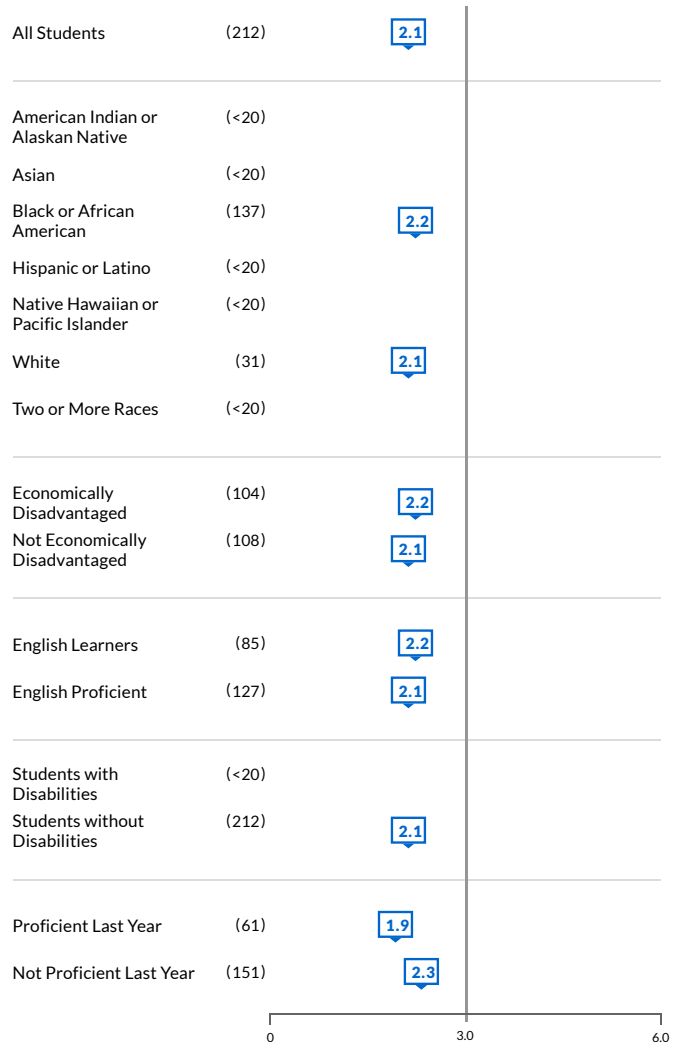 All Students (212) 2.1
American Indian or
Alaskan Native (<20)
Asian (<20)
Black or African
American (137) 2.2
Hispanic or Latino (<20)
Native Hawaiian or
Pacific Islander (<20)
White (31) 2.1
Two or More Races (<20)
Economically
Disadvantaged (104) 2.2
Not Economically
Disadvantaged (108) 2.1
English Learners (85) 2.2
English Proficient (127) 2.1
Students with
Disabilities (<20)
Students without
Disabilities (212) 2.1
Proficient Last Year (61) 1.9
Not Proficient Last Year (151) 2.3
0 3.0 6.0